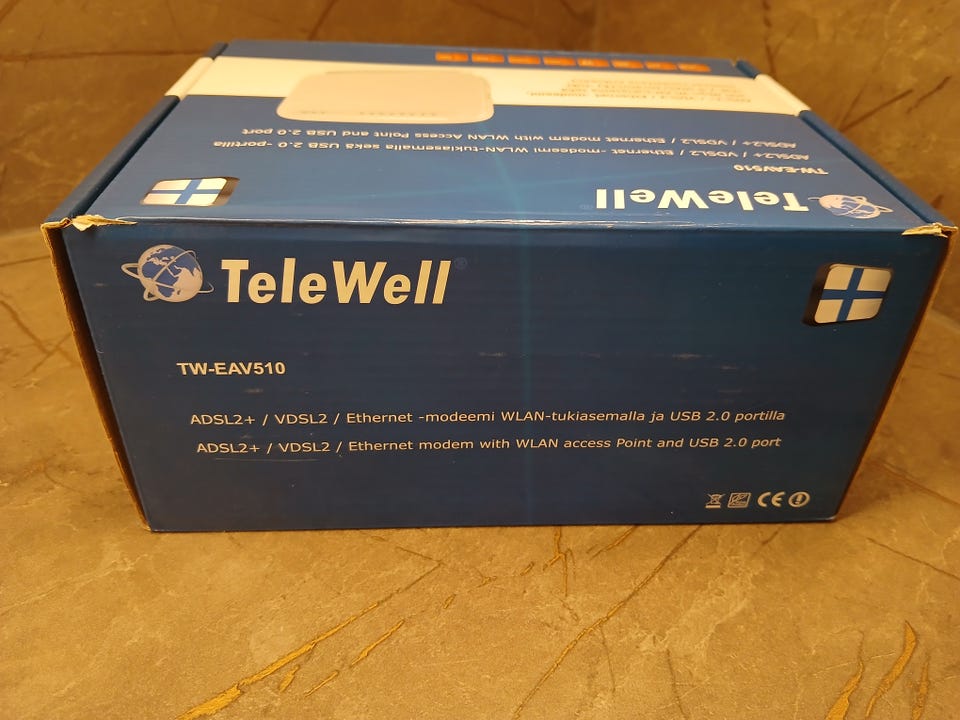 TeleWell
TW-EAV510
ADSL2+ / VDSL2 / Ethernet -modeemi WLAN-tukiasemalla sekä USB 2.0 -portilla
ADSL2+ / VDSL2 / Ethernet modem with WLAN Access Point and USB 2.0 port
TeleWell®
TW-EAV510
ADSL2+ / VDSL2 / Ethernet -modeemi WLAN-tukiasemalla ja USB 2.0 portilla
ADSL2+ / VDSL2 / Ethernet modem with WLAN access Point and USB 2.0 port
CE